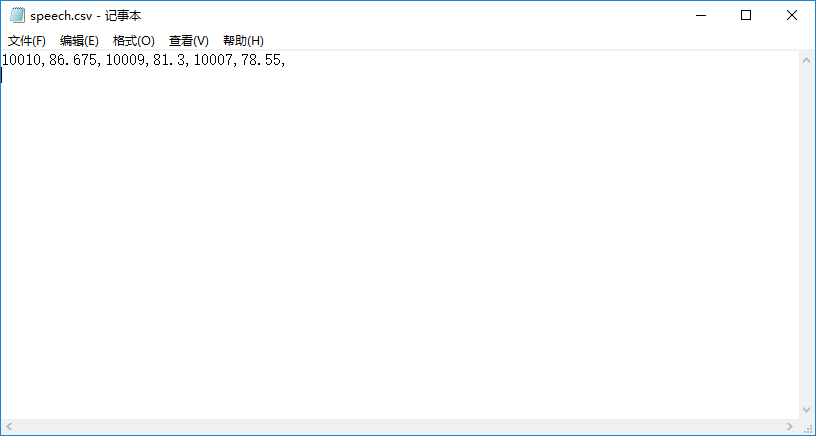 speech.csv - 记事本
文件(F) 编辑(E) 格式(O) 查看(V) 帮助(H)
10010,86.675,10009,81.3,10007,78.55,